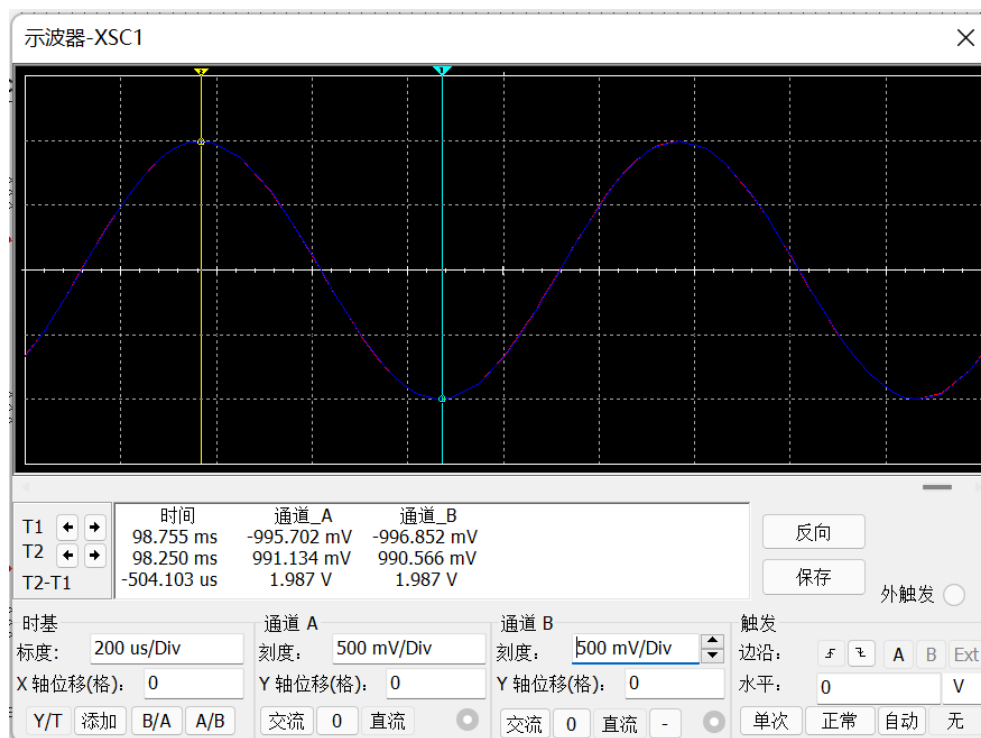 示波器-XSC1
2
1
时间 通道_A 通道_B
T1 98.755 ms -995.702 mV -996.852 mV
T2 98.250 ms 991.134 mV 990.566 mV
T2-T1 -504.103 us 1.987 V 1.987 V
反向
保存
外触发
时基 通道 A 通道 B 触发
标度: 200 us/Div 刻度: 500 mV/Div 刻度: 500 mV/Div 边沿: A B Ext
X 轴位移(格): 0 Y 轴位移(格): 0 Y 轴位移(格): 0 水平: 0 V
Y/T 添加 B/A A/B 交流 0 直流 交流 0 直流 - 单次 正常 自动 无